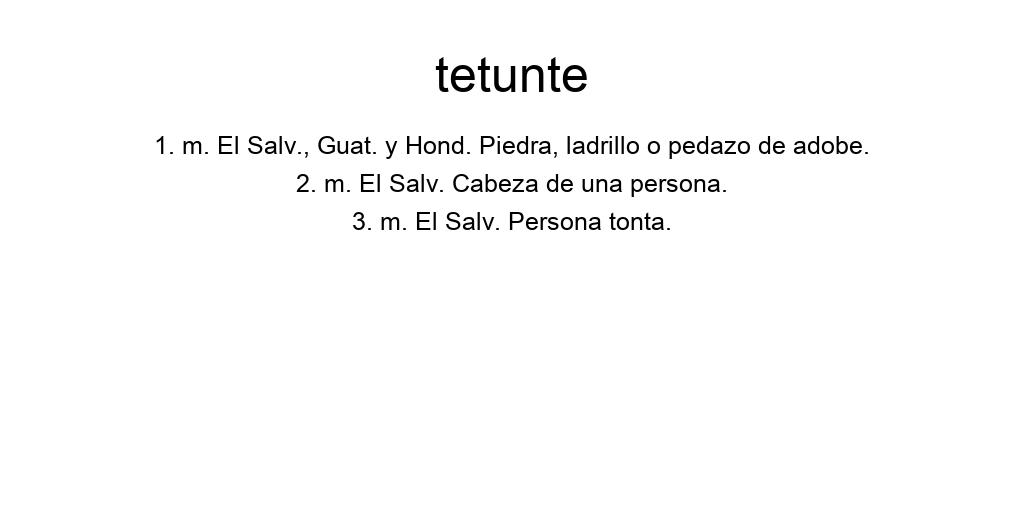 tetunte
1. m. El Salv., Guat. y Hond. Piedra, ladrillo o pedazo de adobe.
2. m. El Salv. Cabeza de una persona.
3. m. El Salv. Persona tonta.